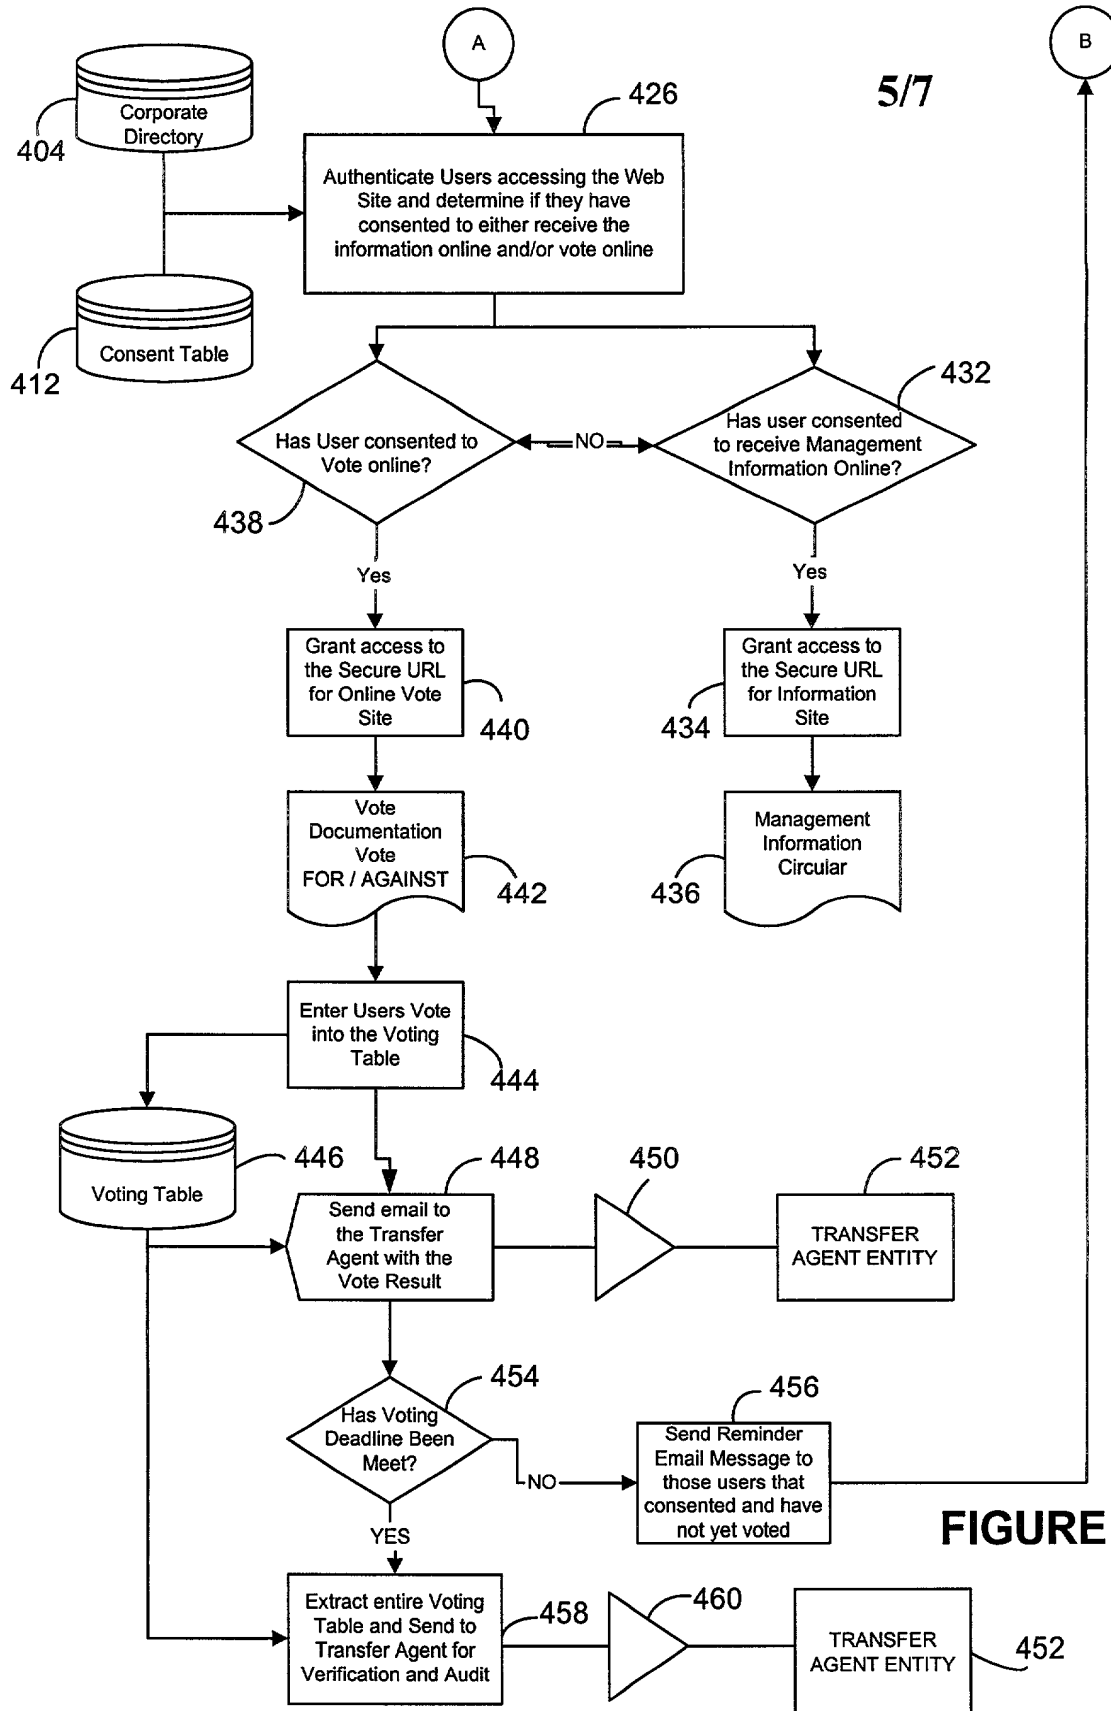 A
B
5/7
Corporate
Directory
404
426
Authenticate Users accessing the Web
Site and determine if they have
consented to either receive the
information online and/or vote online
Consent Table
412
432
Has User consented to
Vote online?
NO
Has user consented
to receive Management
Information Online?
438
Yes
Yes
Grant access to
the Secure URL
for Online Vote
Site
440
Grant access to
the Secure URL
for Information
Site
434
Vote
Documentation
Vote
FOR / AGAINST
442
Management
Information
Circular
436
Enter Users Vote
into the Voting
Table
444
Voting Table
446
448
Send email to
the Transfer
Agent with the
Vote Result
450
452
TRANSFER
AGENT ENTITY
454
Has Voting
Deadline Been
Meet?
NO
456
Send Reminder
Email Message to
those users that
consented and have
not yet voted
YES
FIGURE
Extract entire Voting
Table and Send to
Transfer Agent for
Verification and Audit
458
460
TRANSFER
AGENT ENTITY
452